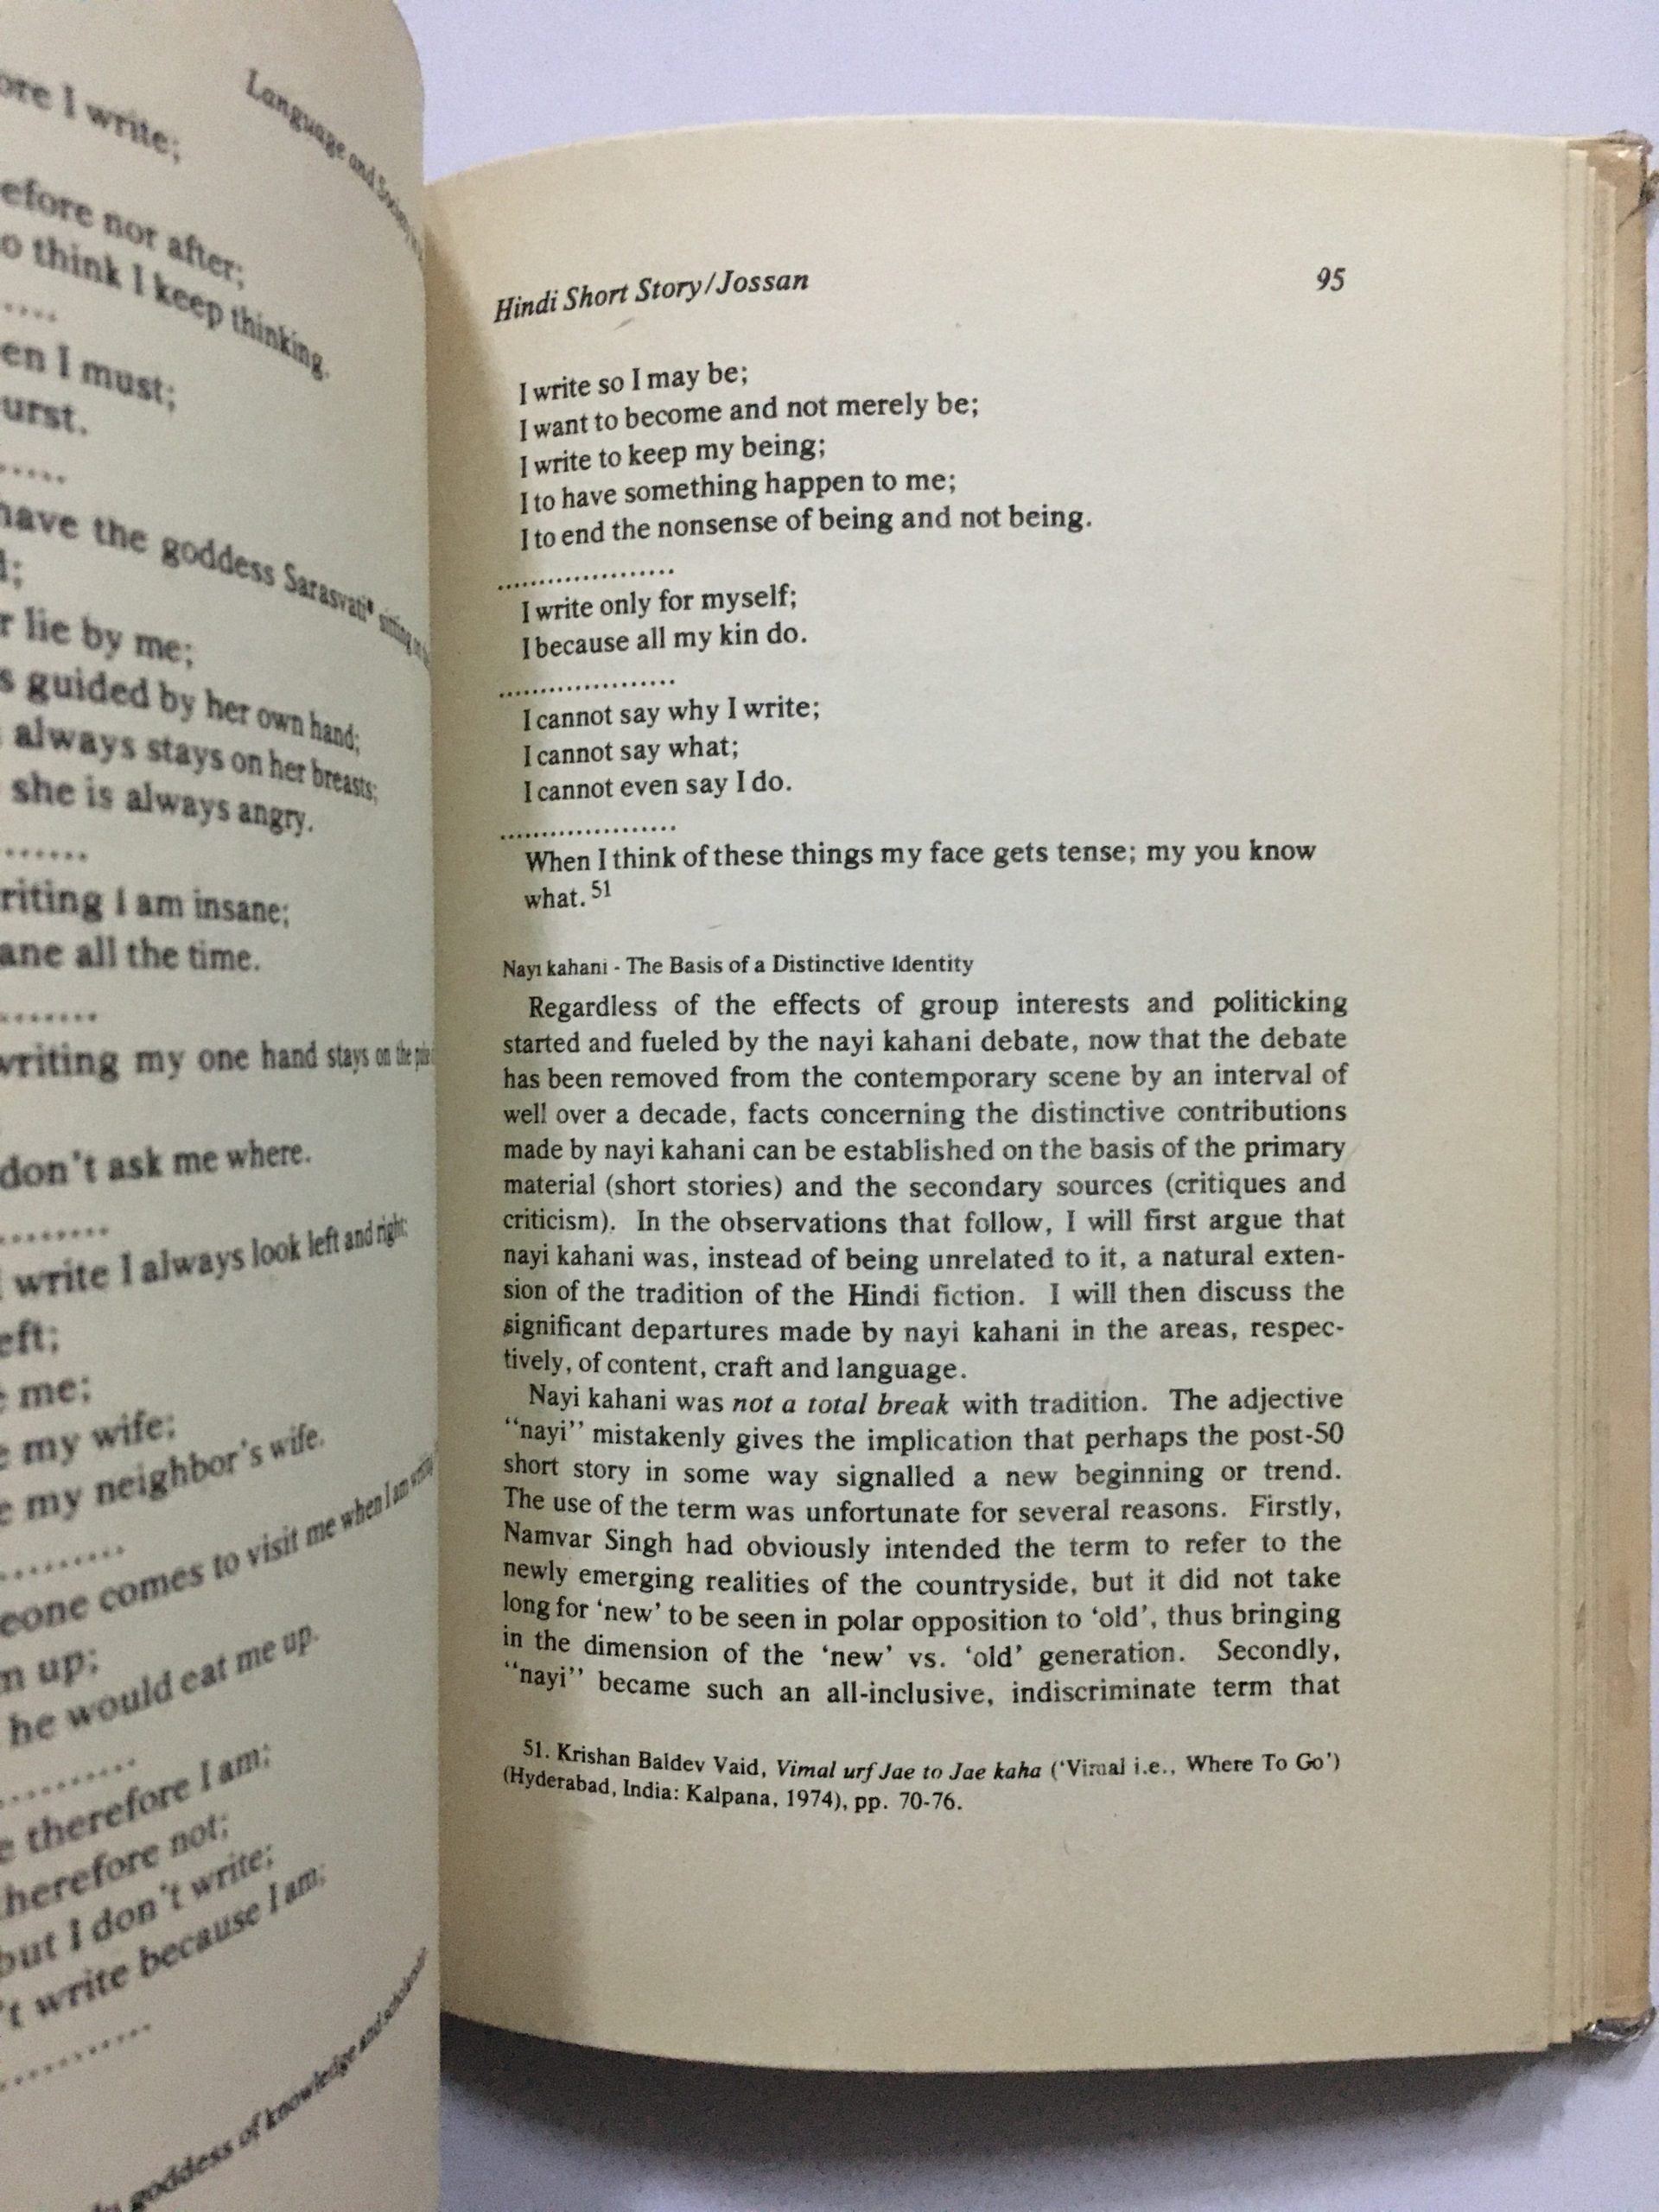 ore I write;
Language and Society
efore nor after;
o think I keep thinking.
.....
en I must;
urst.
.....
have the goddess Sarasvati* sitting
l;
r lie by me;
s guided by her own hand;
always stays on her breasts;
she is always angry.
.......
riting I am insane;
ane all the time.
.......
writing my one hand stays on the
don't ask me where.
.........
write I always look left and right;
eft;
e me;
e my wife;
e my neighbor's wife.
..........
eone comes to visit me when I am
m up;
he would eat me up.
..........
e therefore I am;
herefore not;
but I don't write;
't write because I am;
...........
goddess of knowledge and
Hindi Short Story/Jossan 95
I write so I may be;
I want to become and not merely be;
I write to keep my being;
I to have something happen to me;
I to end the nonsense of being and not being.
....................
I write only for myself;
I because all my kin do.
....................
I cannot say why I write;
I cannot say what;
I cannot even say I do.
....................
When I think of these things my face gets tense; my you know
what.51
Nayi kahani - The Basis of a Distinctive Identity
Regardless of the effects of group interests and politicking
started and fueled by the nayi kahani debate, now that the debate
has been removed from the contemporary scene by an interval of
well over a decade, facts concerning the distinctive contributions
made by nayi kahani can be established on the basis of the primary
material (short stories) and the secondary sources (critiques and
criticism). In the observations that follow, I will first argue that
nayi kahani was, instead of being unrelated to it, a natural exten-
sion of the tradition of the Hindi fiction. I will then discuss the
significant departures made by nayi kahani in the areas, respec-
tively, of content, craft and language.
Nayi kahani was not a total break with tradition. The adjective
"nayi" mistakenly gives the implication that perhaps the post-50
short story in some way signalled a new beginning or trend.
The use of the term was unfortunate for several reasons. Firstly,
Namvar Singh had obviously intended the term to refer to the
newly emerging realities of the countryside, but it did not take
long for 'new' to be seen in polar opposition to 'old', thus bringing
in the dimension of the 'new' vs. 'old' generation. Secondly,
"nayi" became such an all-inclusive, indiscriminate term that
51. Krishan Baldev Vaid, Vimal urf Jae to Jae kaha ('Vimal i.e., Where To Go')
(Hyderabad, India: Kalpana, 1974), pp. 70-76.